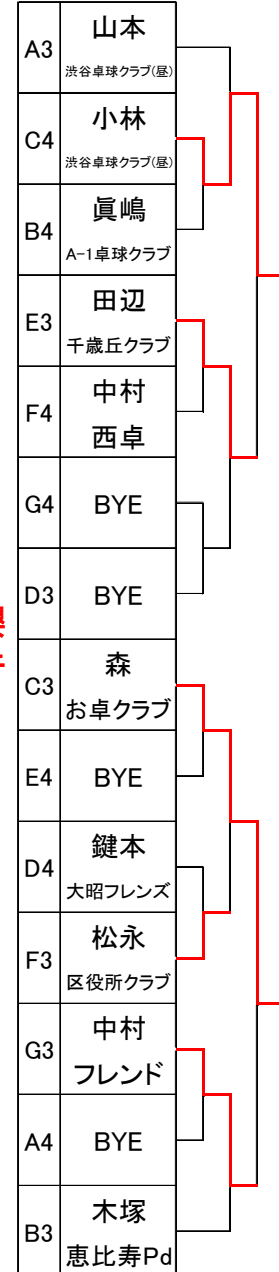 A3
山本
渋谷卓球クラブ(昼)
C4
小林
渋谷卓球クラブ(昼)
B4
眞嶋
A-1卓球クラブ
E3
田辺
千歳丘クラブ
F4
中村
西卓
G4
BYE
D3
BYE
C3
森
お卓クラブ
E4
BYE
D4
鍵本
大昭フレンズ
F3
松永
区役所クラブ
G3
中村
フレンド
A4
BYE
B3
木塚
恵比寿Pd